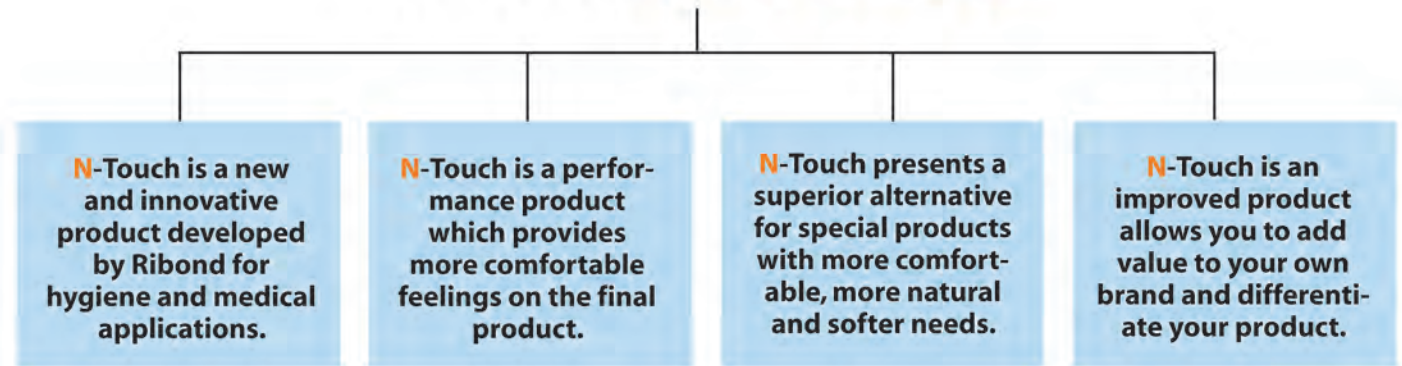 N-Touch is a new
and innovative
product developed
by Ribond for
hygiene and medical
applications.
N-Touch is a perfor-
mance product
which provides
more comfortable
feelings on the final
product.
N-Touch presents a
superior alternative
for special products
with more comfort-
able, more natural
and softer needs.
N-Touch is an
improved product
allows you to add
value to your own
brand and differenti-
ate your product.